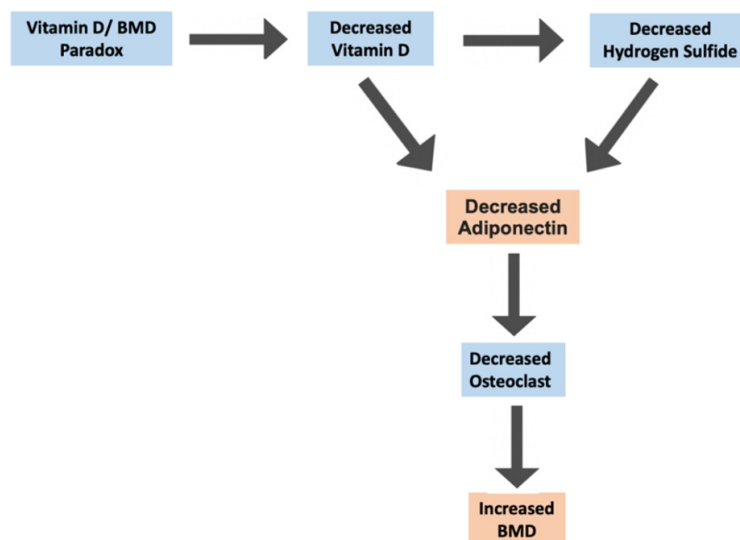 Vitamin D/ BMD
Paradox
Decreased
Vitamin D
Decreased
Hydrogen Sulfide
Decreased
Adiponectin
Decreased
Osteoclast
Increased
BMD